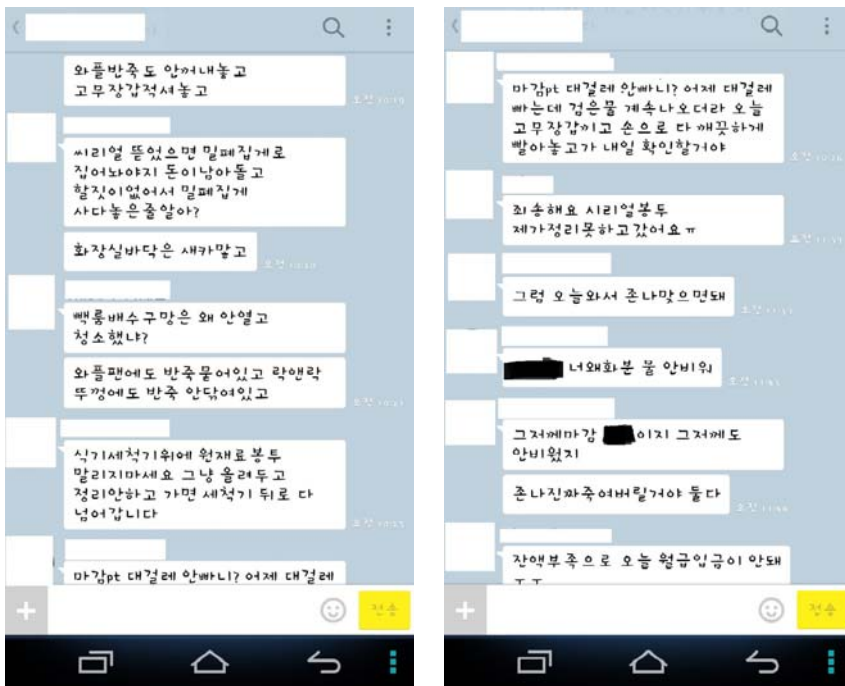 와플반죽도 안꺼내놓고
고무장갑적셔놓고
오전 10:19
씨리얼 뜯었으면 밀폐집게로
집어놔야지 돈이남아돌고
할짓이없어서 밀폐집게
사다놓은줄알아?
화장실바닥은 새카맣고
오전 10:20
빽룸배수구망은 왜 안열고
청소했냐?
와플팬에도 반죽묻어있고 락앤락
뚜껑에도 반죽 안닦여있고
오전 10:21
식기세척기위에 원재료봉투
말리지마세요 그냥 올려두고
정리안하고 가면 세척기 뒤로 다
넘어갑니다
마감pt 대걸레 안빠니? 어제 대걸레
전송
마감pt 대걸레 안빠니? 어제 대걸레
빠는데 검은물 계속나오더라 오늘
고무장갑끼고 손으로 다 깨끗하게
빨아놓고가 내일 확인할거야
죄송해요 시리얼봉투
제가정리못하고갔어요ㅠ
그럼 오늘와서 존나맞으면돼
너왜화분 물 안비워
그저께마감 이지 그저께도
안비웠지
존나진짜죽여버릴거야 둘다
잔액부족으로 오늘 월급입금이 안돼
ㅜㅜ
전송